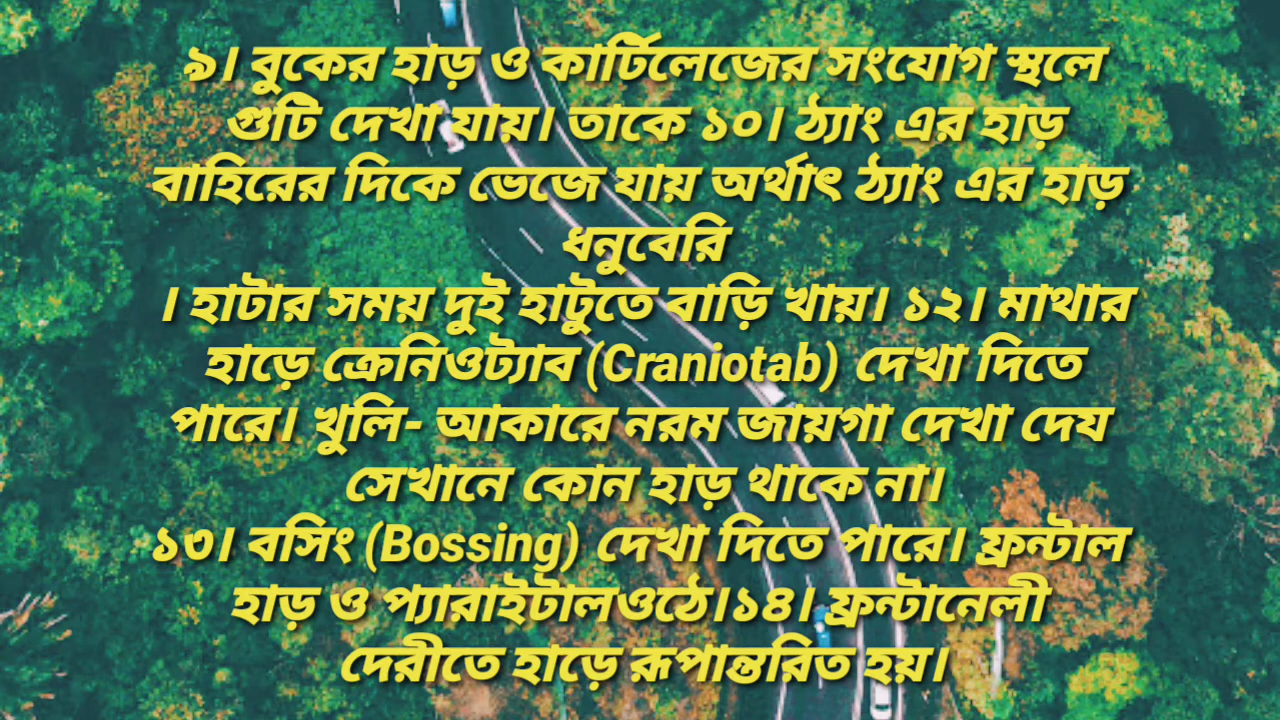 ৯। বুকের হাড় ও কার্টিলেজের সংযোগ স্থলে
গুটি দেখা যায়। তাকে ১০। ঠ্যাং এর হাড়
বাহিরের দিকে ভেজে যায় অর্থাৎ ঠ্যাং এর হাড়
ধনুবেরি
। হাটার সময় দুই হাটুতে বাড়ি খায়। ১২। মাথার
হাড়ে ক্রেনিওট্যাব (Craniotab) দেখা দিতে
পারে। খুলি- আকারে নরম জায়গা দেখা দেয
সেখানে কোন হাড় থাকে না।
১৩। বসিং (Bossing) দেখা দিতে পারে। ফ্রন্টাল
হাড় ও প্যারাইটালওঠে।১৪। ফ্রন্টানেলী
দেরীতে হাড়ে রূপান্তরিত হয়।